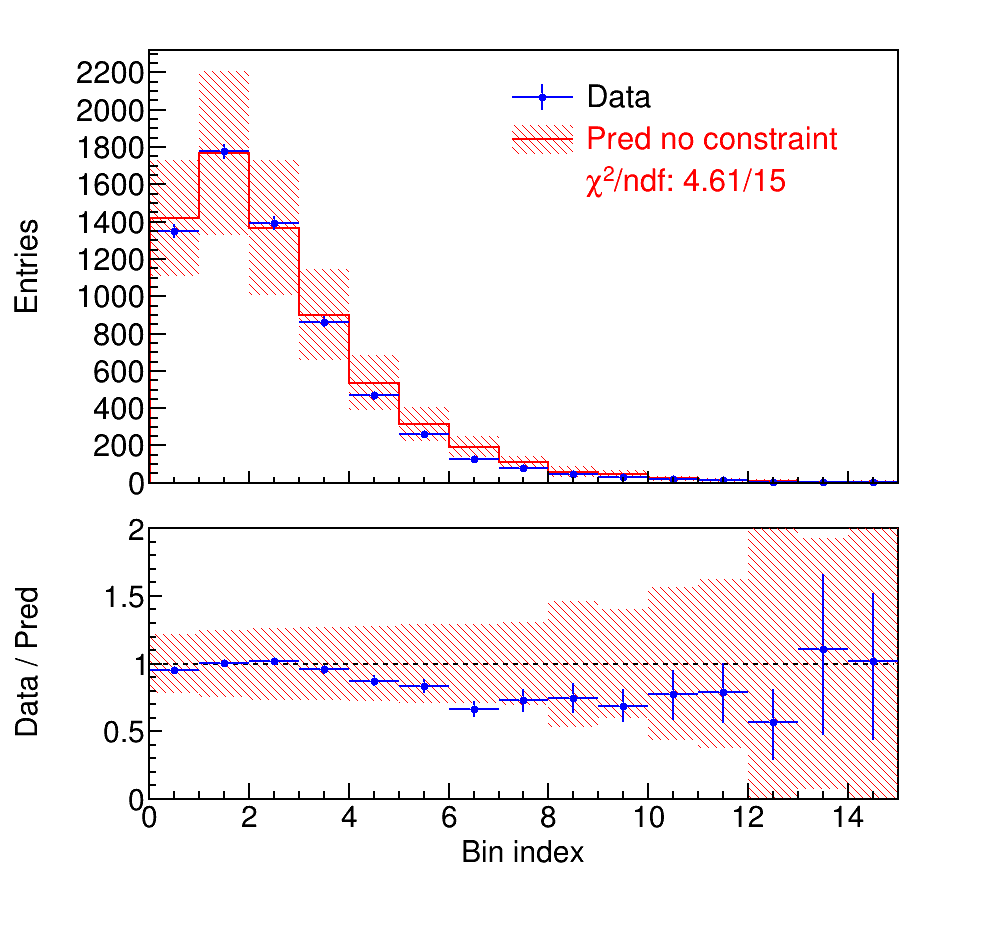 Entries
2200
2000
1800
1600
1400
1200
1000
800
600
400
200
0
Data
Pred no constraint
χ²/ndf: 4.61/15
Data / Pred
2
1.5
1
0.5
0
0 2 4 6 8 10 12 14
Bin index